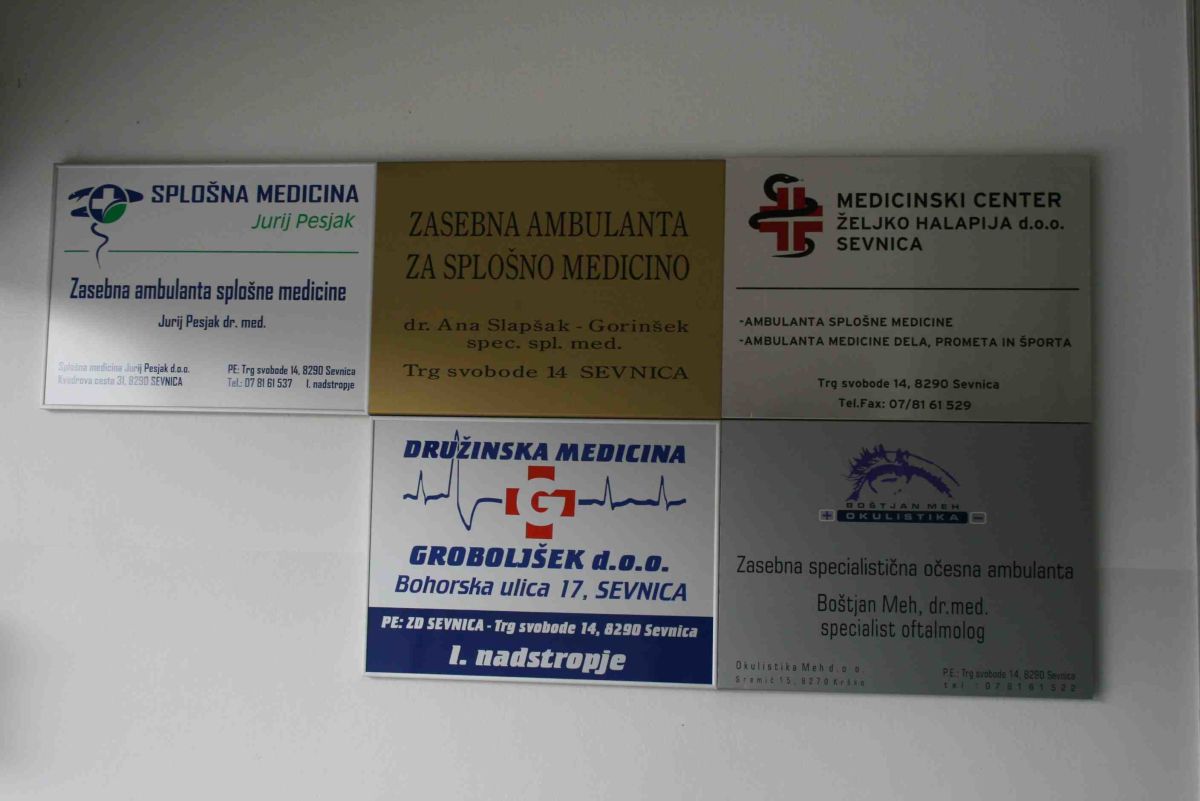 SPLOŠNA MEDICINA
Jurij Pesjak
Zasebna ambulanta splošne medicine
Jurij Pesjak dr. med.
Splošna medicina Jurij Pesjak d.o.o.
Kvedrova cesta 31, 8290 SEVNICA
PE: Trg svobode 14, 8290 Sevnica
Tel.: 07 81 61 537 I. nadstropje
ZASEBNA AMBULANTA
ZA SPLOŠNO MEDICINO
dr. Ana Slapšak - Gorinšek
spec. spl. med.
Trg svobode 14 SEVNICA
MEDICINSKI CENTER
ŽELJKO HALAPIJA d.o.o.
SEVNICA
-AMBULANTA SPLOŠNE MEDICINE
-AMBULANTA MEDICINE DELA, PROMETA IN ŠPORTA
Trg svobode 14, 8290 Sevnica
Tel.Fax: 07/81 61 529
DRUŽINSKA MEDICINA
G
GROBOLJŠEK d.o.o.
Bohorska ulica 17, SEVNICA
PE: ZD SEVNICA - Trg svobode 14, 8290 Sevnica
I. nadstropje
BOŠTJAN MEH
+ OKULISTIKA -
Zasebna specialistična očesna ambulanta
Boštjan Meh, dr.med.
specialist oftalmolog
Okulistika Meh d.o.o.
Sremič 15, 8270 Krško
P.E.: Trg svobode 14, 8290 Sevnica
tel.: 07 81 61 522